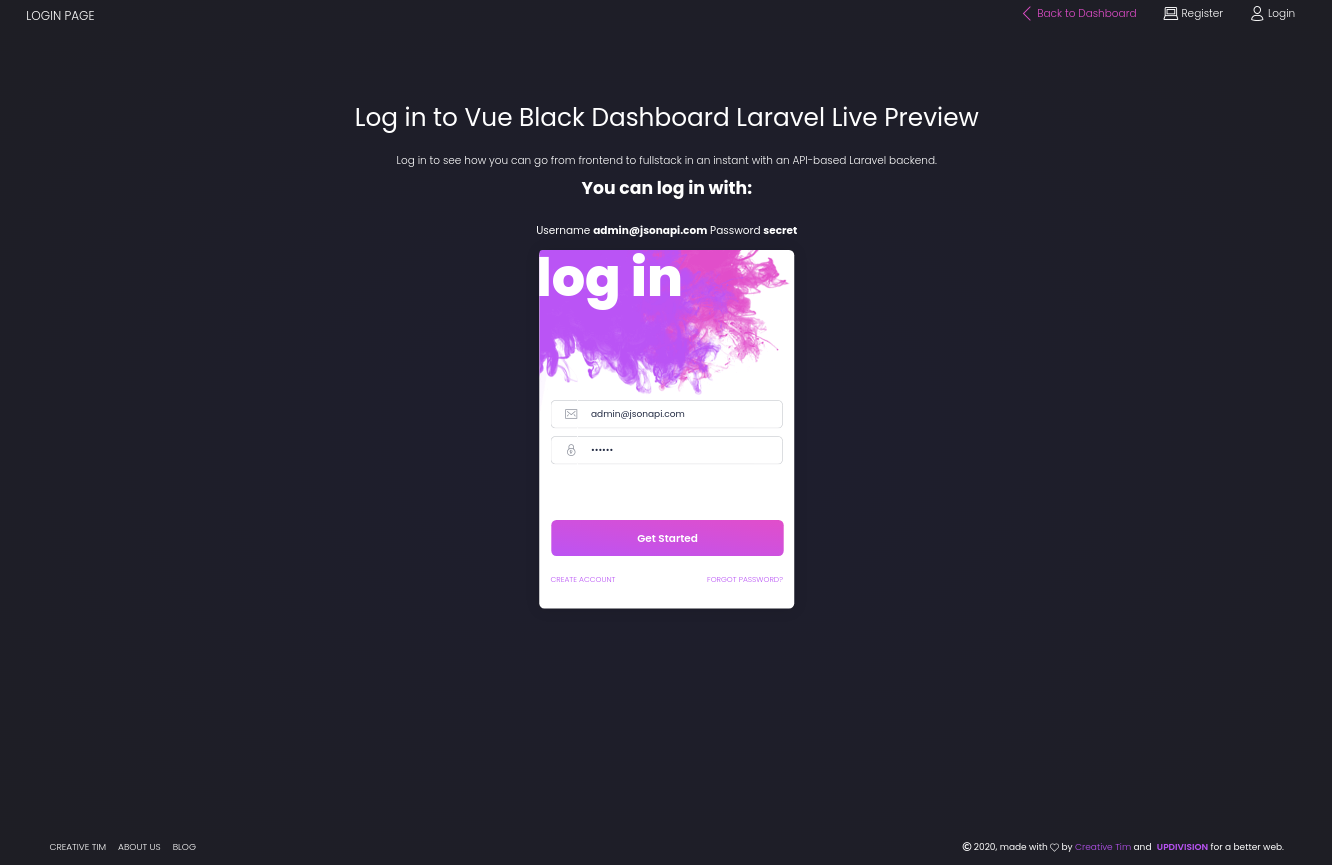 LOGIN PAGE
Back to Dashboard
Register
Login
Log in to Vue Black Dashboard Laravel Live Preview
Log in to see how you can go from frontend to fullstack in an instant with an API-based Laravel backend.
You can log in with:
Username admin@jsonapi.com Password secret
log in
admin@jsonapi.com
••••••
Get Started
CREATE ACCOUNT
FORGOT PASSWORD?
CREATIVE TIM
ABOUT US
BLOG
© 2020, made with ♡ by Creative Tim and UPDIVISION for a better web.